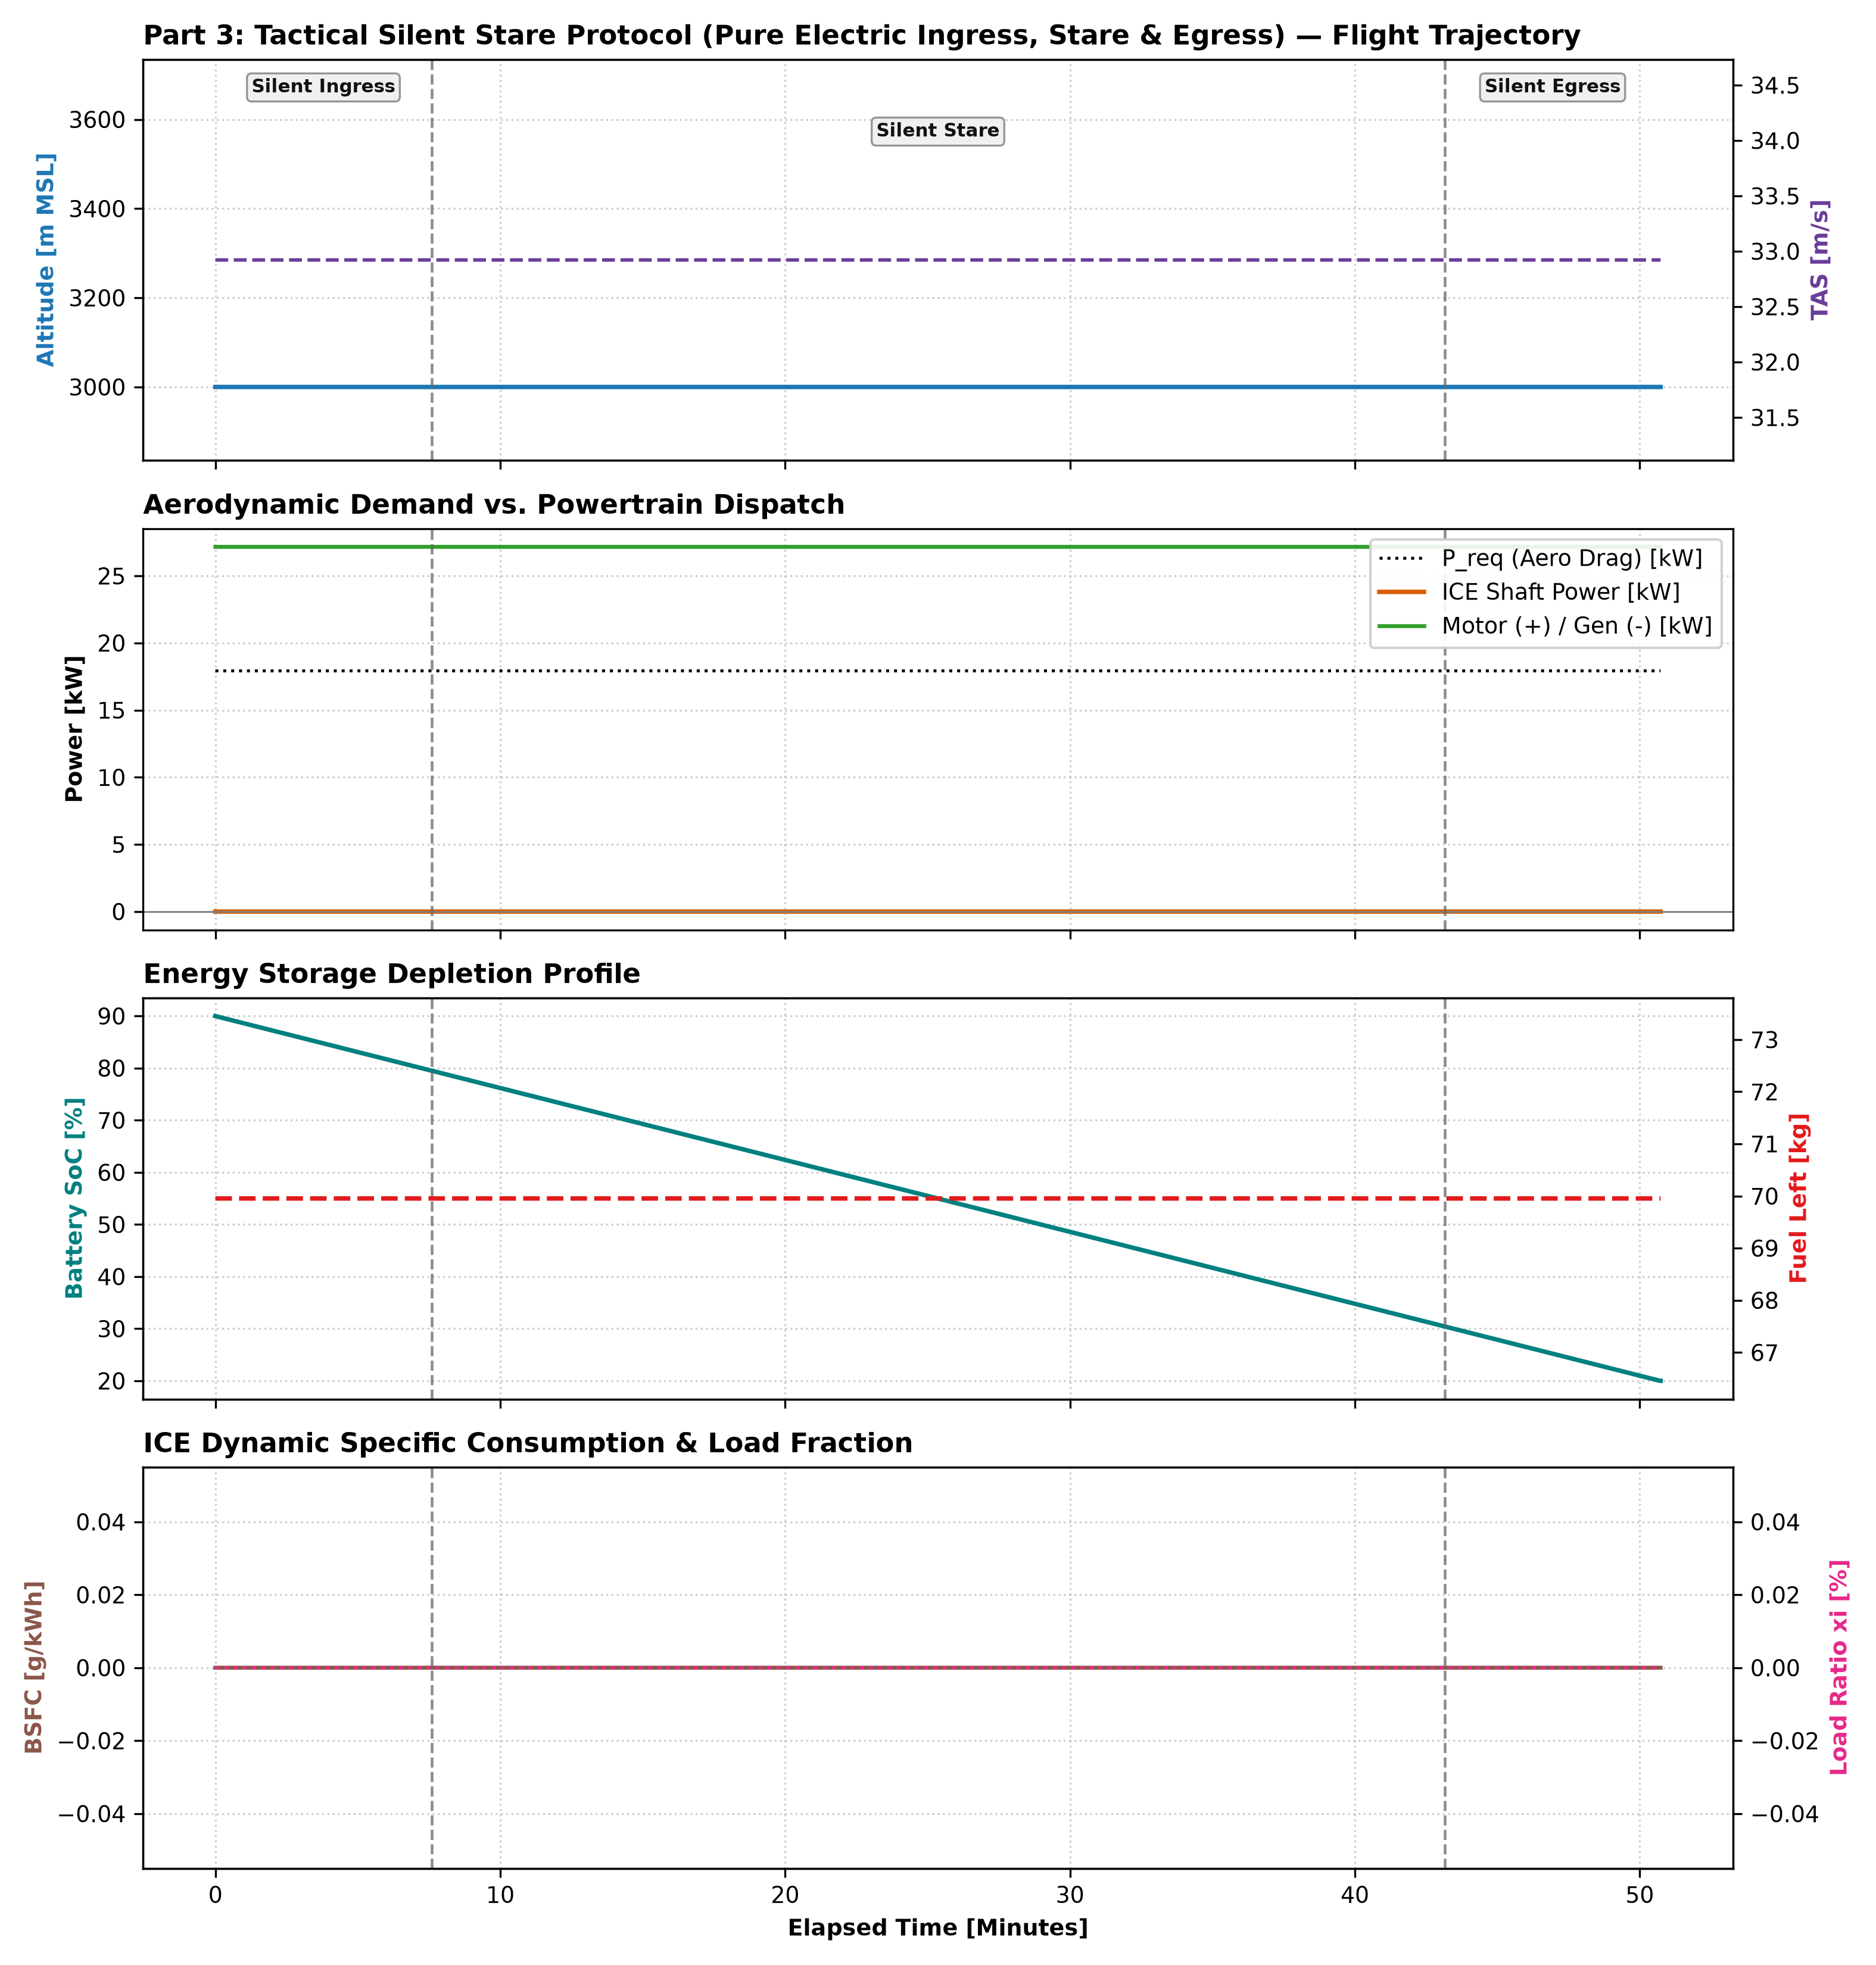 Part 3: Tactical Silent Stare Protocol (Pure Electric Ingress, Stare & Egress) — Flight Trajectory
Silent Ingress
Silent Stare
Silent Egress
Altitude [m MSL]
3600
3400
3200
3000
34.5
34.0
33.5
33.0
32.5
32.0
31.5
TAS [m/s]
Aerodynamic Demand vs. Powertrain Dispatch
Power [kW]
25
20
15
10
5
0
P_req (Aero Drag) [kW]
ICE Shaft Power [kW]
Motor (+) / Gen (-) [kW]
Energy Storage Depletion Profile
Battery SoC [%]
90
80
70
60
50
40
30
20
73
72
71
70
69
68
67
Fuel Left [kg]
ICE Dynamic Specific Consumption & Load Fraction
BSFC [g/kWh]
0.04
0.02
0.00
−0.02
−0.04
0.04
0.02
0.00
−0.02
−0.04
Load Ratio xi [%]
0 10 20 30 40 50
Elapsed Time [Minutes]